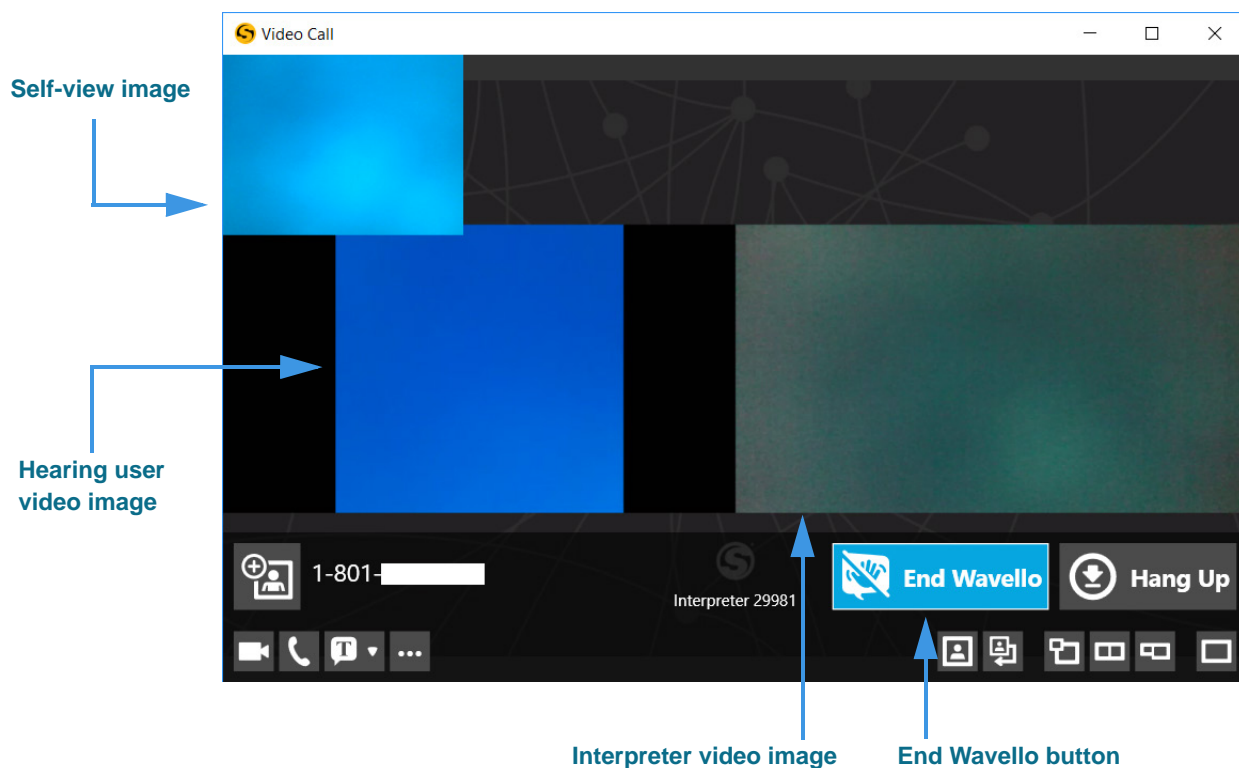 Video Call
Self-view image
Hearing user
video image
1-801-
Interpreter 29981
End Wavello
Hang Up
T
Interpreter video image
End Wavello button